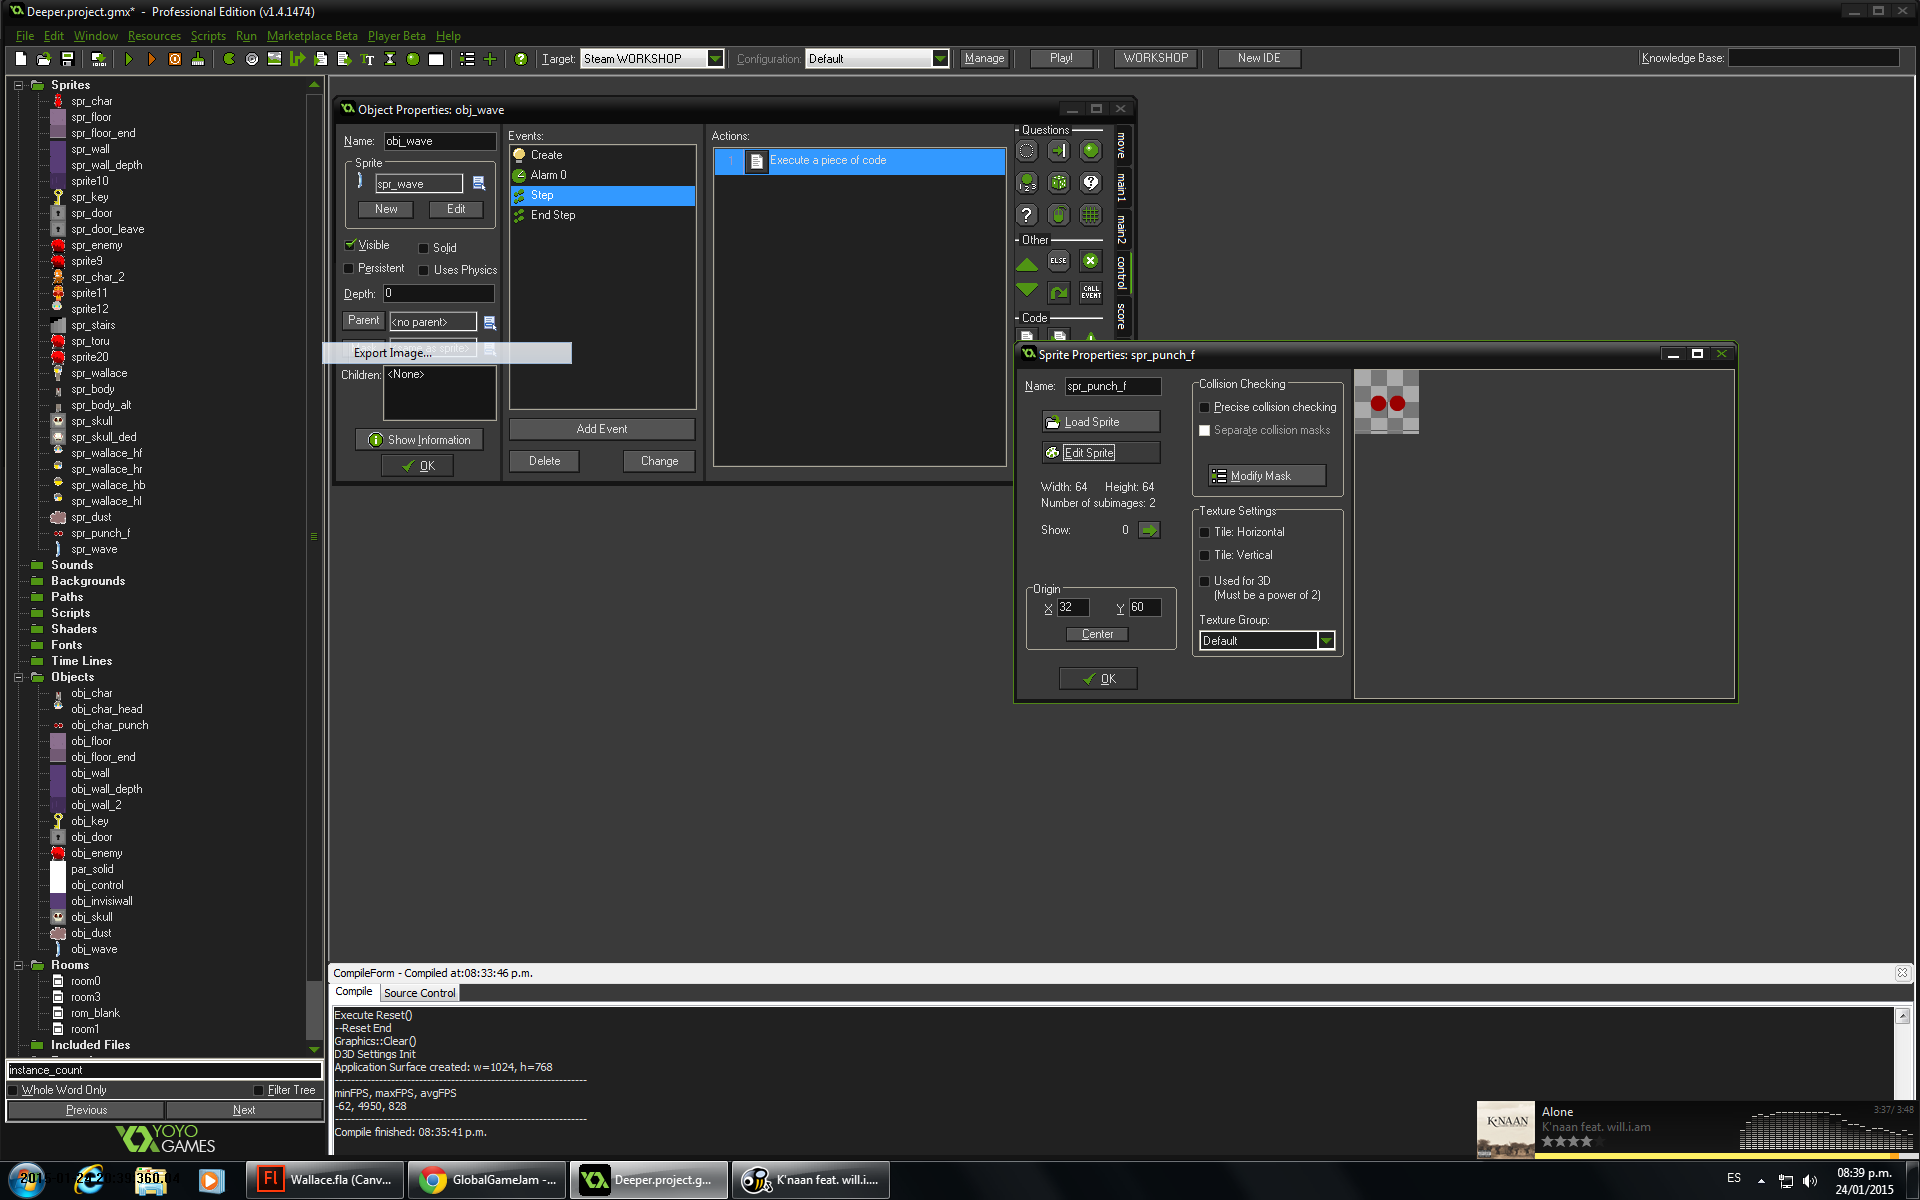 Deeper.project.gmx* - Professional Edition (v1.4.1474)
File Edit Window Resources Scripts Run Marketplace Beta Player Beta Help
Target: Steam WORKSHOP Configuration: Default Manage Play! WORKSHOP New IDE Knowledge Base:
Sprites
spr_char
spr_floor
spr_floor_end
spr_wall
spr_wall_depth
sprite10
spr_key
spr_door
spr_door_leave
spr_enemy
sprite9
spr_char_2
sprite11
sprite12
spr_stairs
spr_toru
sprite20
spr_wallace
spr_body
spr_body_alt
spr_skull
spr_skull_ded
spr_wallace_hf
spr_wallace_hr
spr_wallace_hb
spr_wallace_hl
spr_dust
spr_punch_f
spr_wave
Sounds
Backgrounds
Paths
Scripts
Shaders
Fonts
Time Lines
Objects
obj_char
obj_char_head
obj_char_punch
obj_floor
obj_floor_end
obj_wall
obj_wall_depth
obj_wall_2
obj_key
obj_door
obj_enemy
par_solid
obj_control
obj_invisiwall
obj_skull
obj_dust
obj_wave
Rooms
room0
room3
rom_blank
room1
Included Files
instance_count
Whole Word Only Filter Tree
Previous Next
YOYO GAMES
Object Properties: obj_wave
Name: obj_wave
Sprite
spr_wave
New Edit
Visible Solid
Persistent Uses Physics
Depth: 0
Parent <no parent>
<same as sprite>
Export Image...
Children: <None>
Show Information
OK
Events:
Create
Alarm 0
Step
End Step
Add Event
Delete Change
Actions:
1 Execute a piece of code
Questions
Other
ELSE
CALL EVENT
Code
move
main1
main2
control
score
Sprite Properties: spr_punch_f
Name: spr_punch_f
Load Sprite
Edit Sprite
Width: 64 Height: 64
Number of subimages: 2
Show: 0
Origin
X 32 Y 60
Center
OK
Collision Checking
Precise collision checking
Separate collision masks
Modify Mask
Texture Settings
Tile: Horizontal
Tile: Vertical
Used for 3D
(Must be a power of 2)
Texture Group:
Default
CompileForm - Compiled at:08:33:46 p.m.
Compile Source Control
Execute Reset()
--Reset End
Graphics::Clear()
D3D Settings Init
Application Surface created: w=1024, h=768
minFPS, maxFPS, avgFPS
-62, 4950, 828
Compile finished: 08:35:41 p.m.
K'NAAN
Alone
K'naan feat. will.i.am
3:37/ 3:48
Wallace.fla (Canv...
GlobalGameJam -...
Deeper.project.g...
K'naan feat. will.i....
ES
08:39 p.m.
24/01/2015